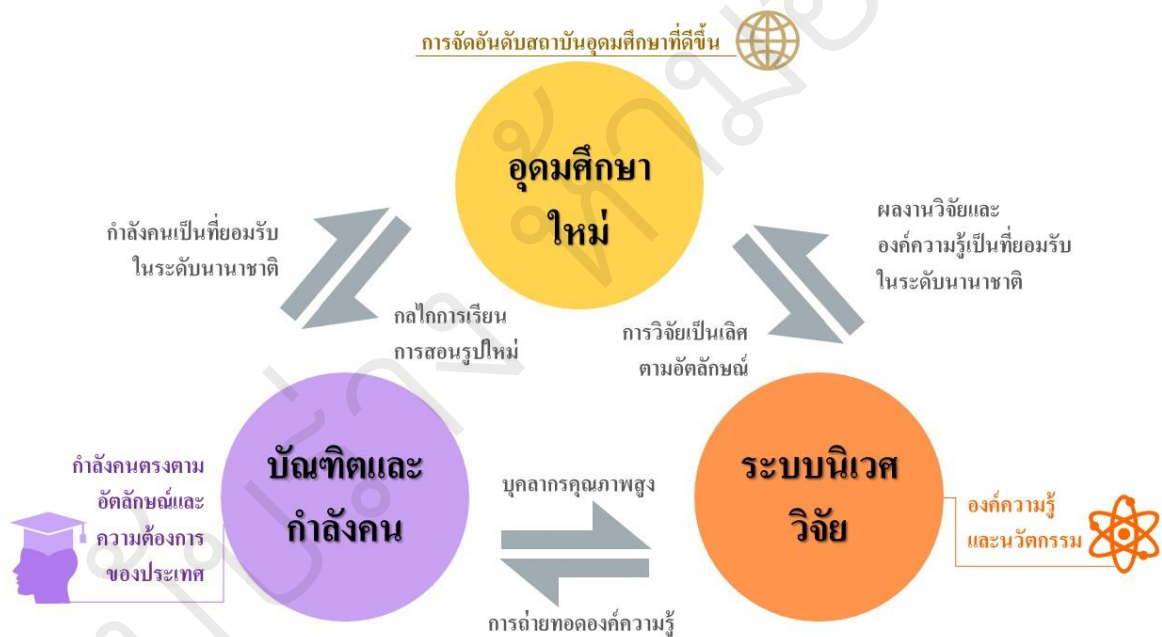 การจัดอันดับสถาบันอุดมศึกษาที่ดีขึ้น
อุดมศึกษา
ใหม่
กำลังคนเป็นที่ยอมรับ
ในระดับนานาชาติ
ผลงานวิจัยและ
องค์ความรู้เป็นที่ยอมรับ
ในระดับนานาชาติ
กลไกการเรียน
การสอนรูปใหม่
การวิจัยเป็นเลิศ
ตามอัตลักษณ์
บัณฑิตและ
กำลังคน
ระบบนิเวศ
วิจัย
กำลังคนตรงตาม
อัตลักษณ์และ
ความต้องการ
ของประเทศ
บุคลากรคุณภาพสูง
การถ่ายทอดองค์ความรู้
องค์ความรู้
และนวัตกรรม